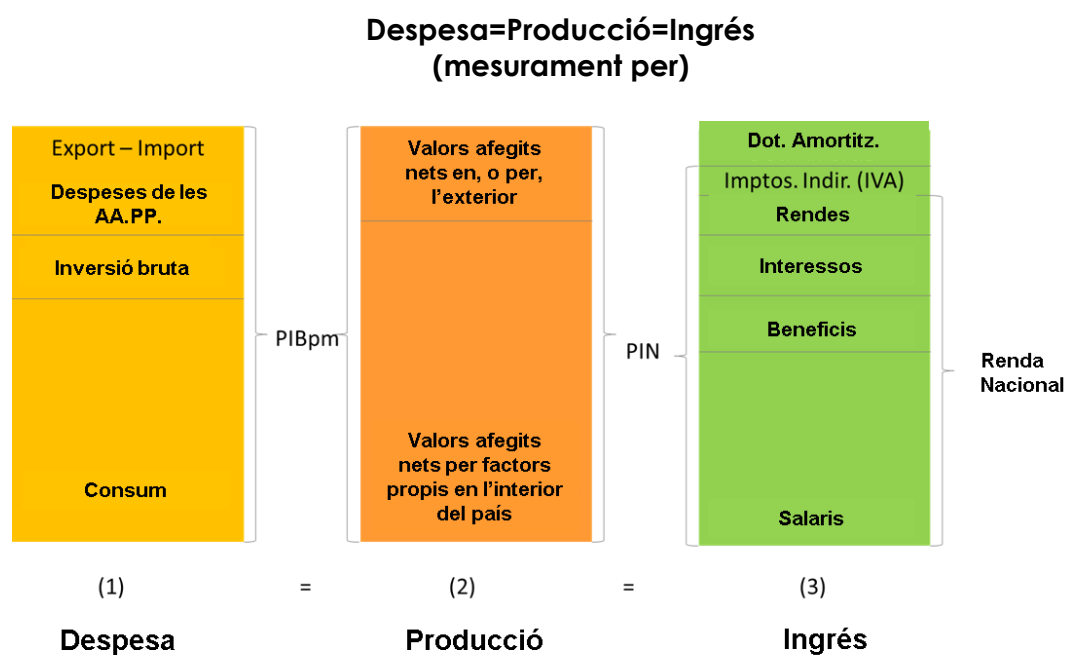 Despesa=Producció=Ingrés
(mesurament per)
Export – Import
Despeses de les
AA.PP.
Inversió bruta
Consum
PIBpm
Valors afegits
nets en, o per,
l’exterior
Valors afegits
nets per factors
propis en l’interior
del país
PIN
Dot. Amortitz.
Imptos. Indir. (IVA)
Rendes
Interessos
Beneficis
Salaris
Renda
Nacional
(1) = (2) = (3)
Despesa Producció Ingrés